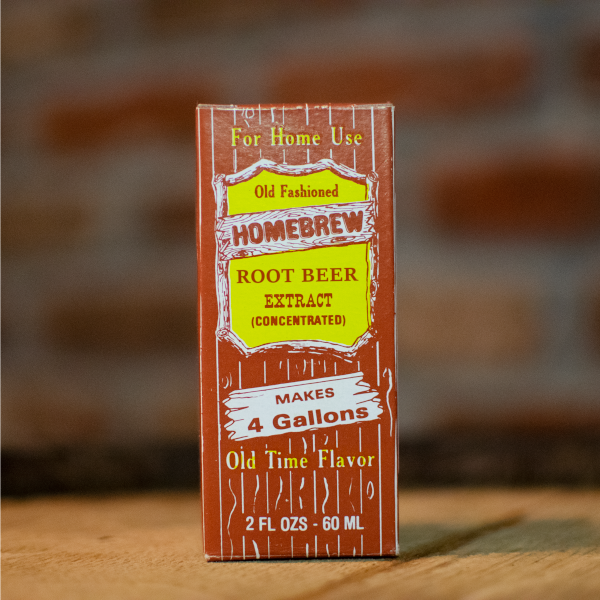 For Home Use
Old Fashioned
HOMEBREW
ROOT BEER
EXTRACT
(CONCENTRATED)
MAKES
4 Gallons
Old Time Flavor
2 FL OZS - 60 ML